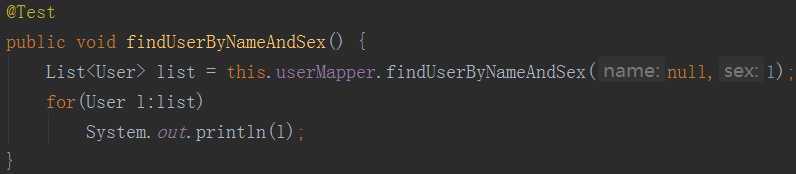 @Test
public void findUserByNameAndSex() {
    List<User> list = this.userMapper.findUserByNameAndSex( name: null, sex: 1);
    for(User l:list)
        System.out.println(l);
}